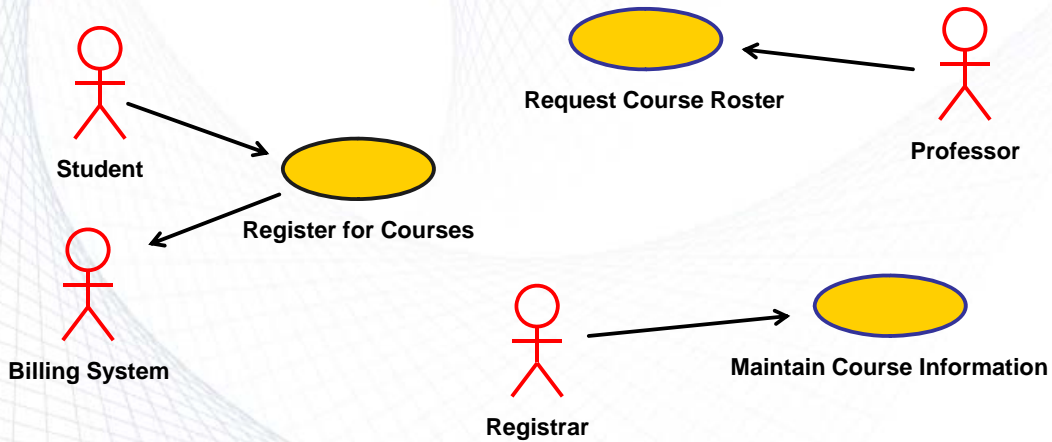 Request Course Roster
Professor
Student
Register for Courses
Billing System
Maintain Course Information
Registrar